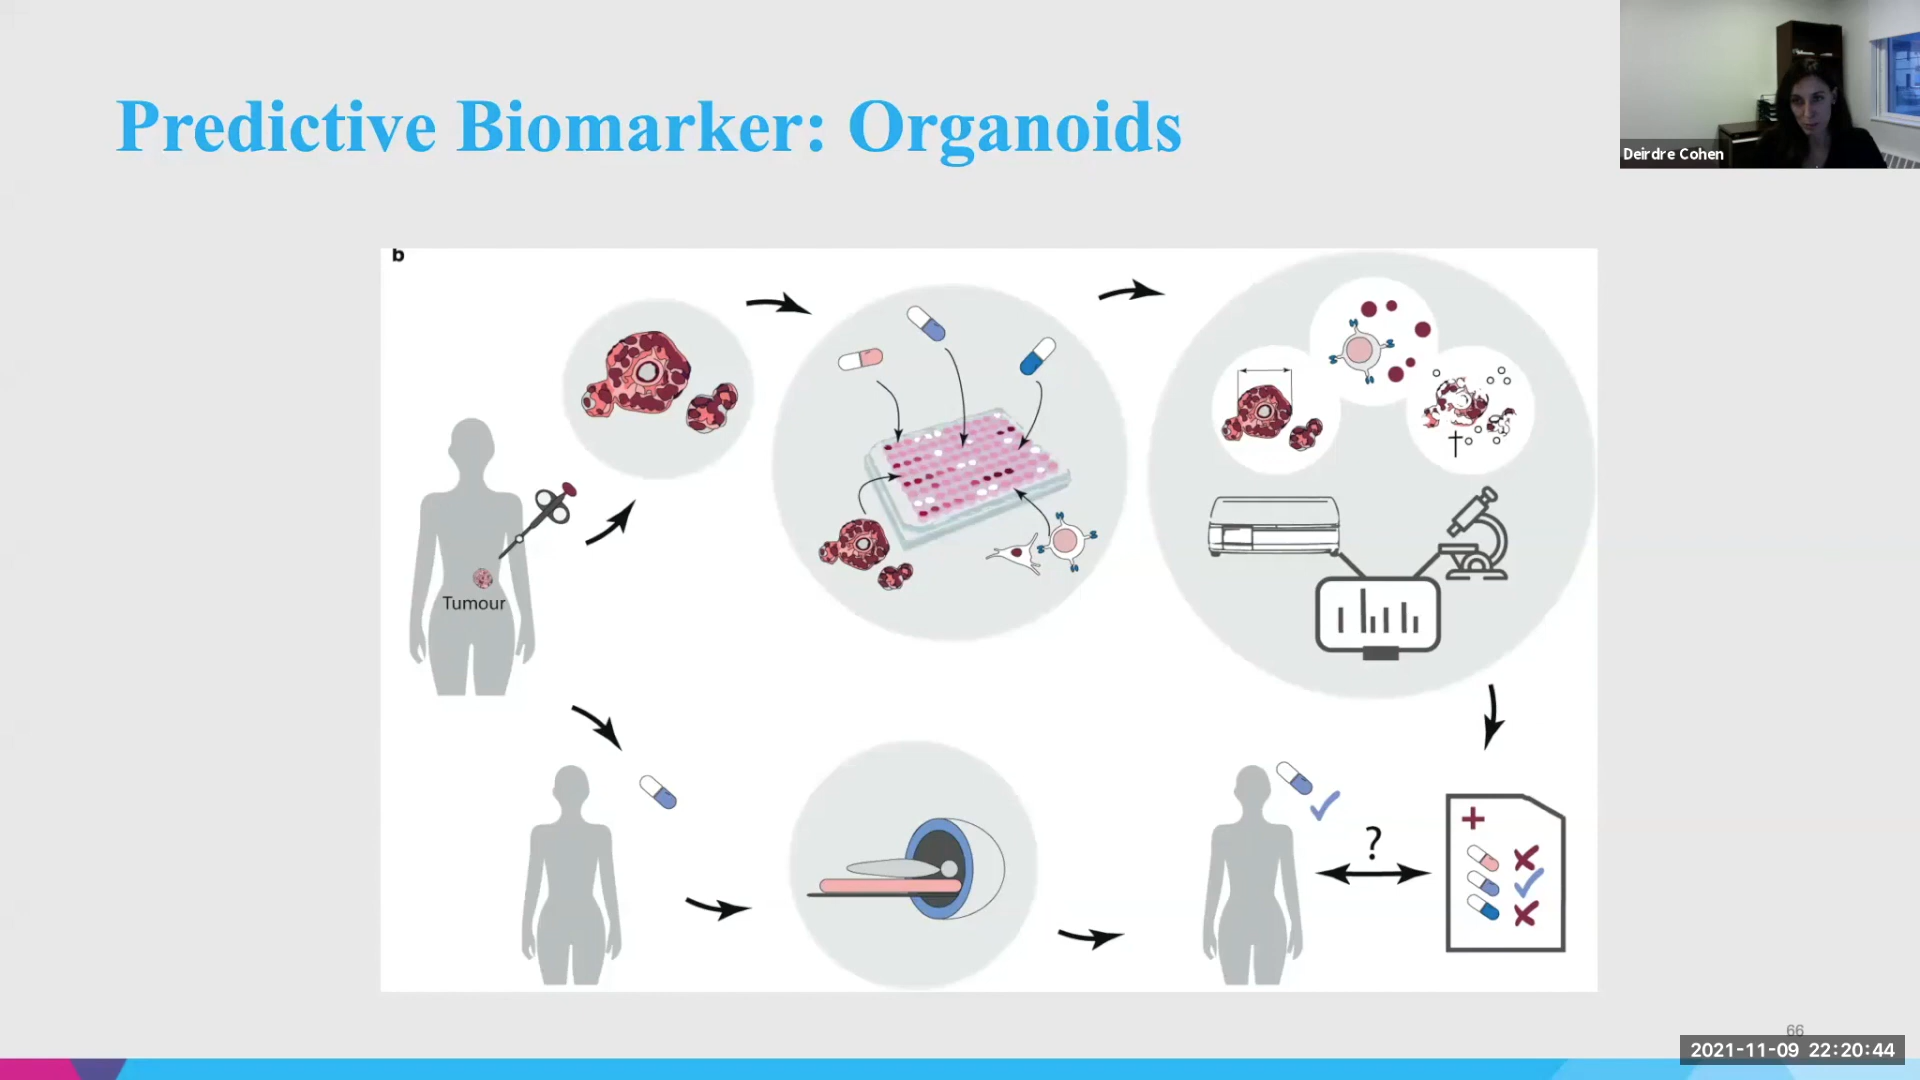 Predictive Biomarker: Organoids
Deirdre Cohen
b
Tumour
?
66
2021-11-09 22:20:44